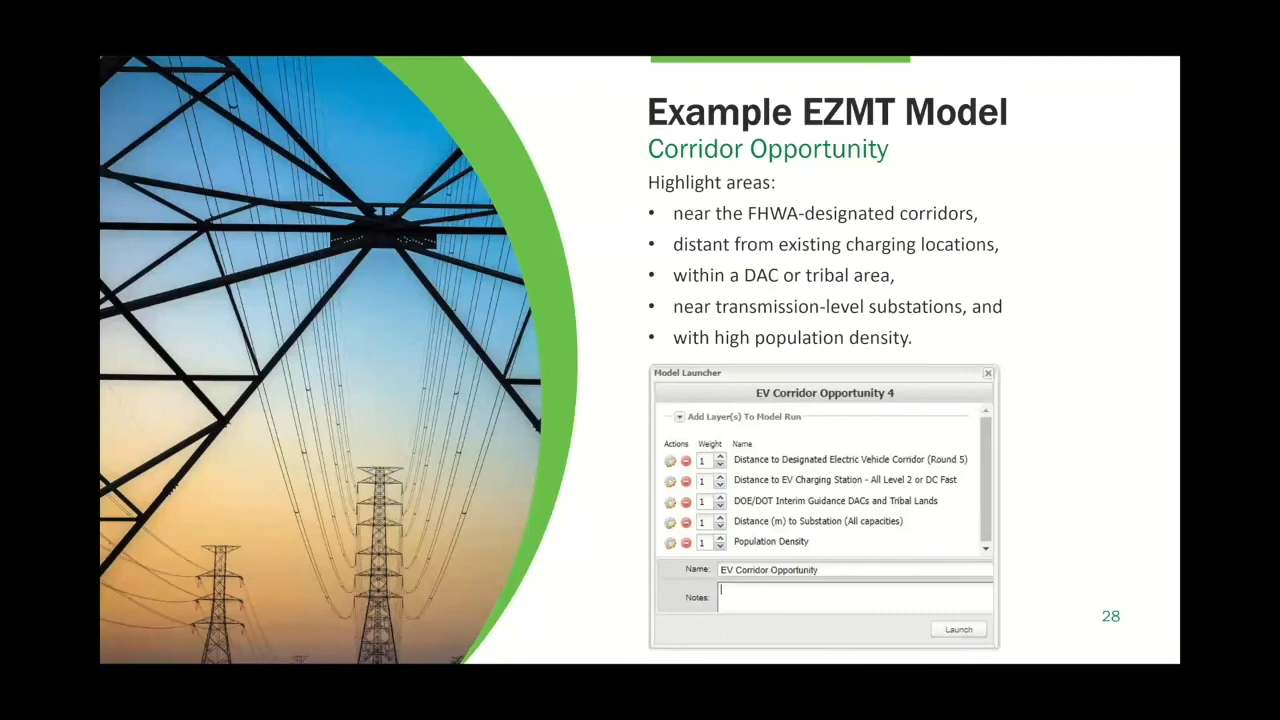 Example EZMT Model
Corridor Opportunity
Highlight areas:
• near the FHWA-designated corridors,
• distant from existing charging locations,
• within a DAC or tribal area,
• near transmission-level substations, and
• with high population density.
Model Launcher
EV Corridor Opportunity 4
Add Layer(s) To Model Run
Actions Weight Name
1 Distance to Designated Electric Vehicle Corridor (Round 5)
1 Distance to EV Charging Station - All Level 2 or DC Fast
1 DOE/DOT Interim Guidance DACs and Tribal Lands
1 Distance (m) to Substation (All capacities)
1 Population Density
Name: EV Corridor Opportunity
Notes:
Launch
28